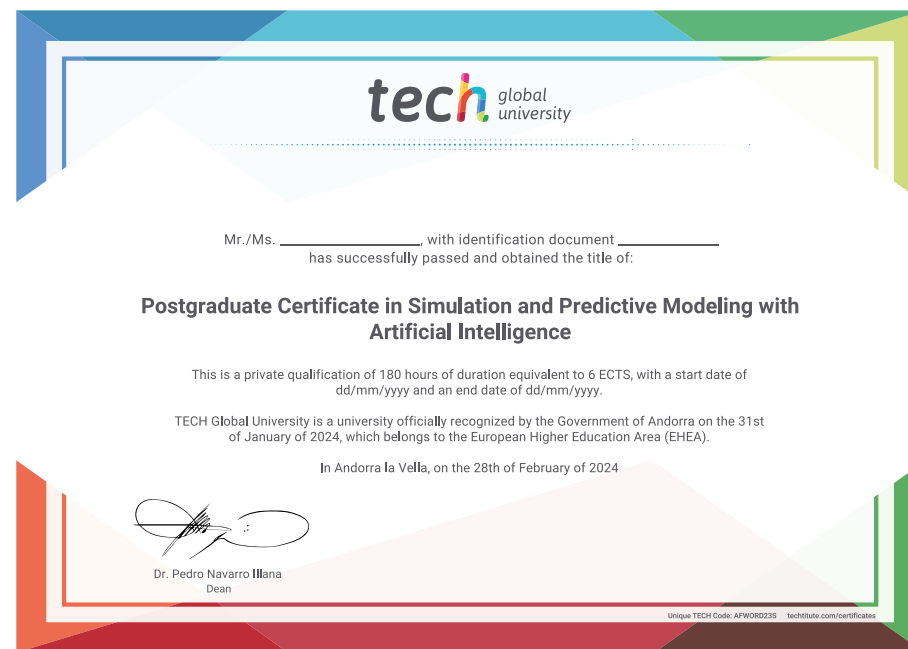 tech global university
Mr./Ms. ____________________, with identification document ______________
has successfully passed and obtained the title of:
Postgraduate Certificate in Simulation and Predictive Modeling with
Artificial Intelligence
This is a private qualification of 180 hours of duration equivalent to 6 ECTS, with a start date of
dd/mm/yyyy and an end date of dd/mm/yyyy.
TECH Global University is a university officially recognized by the Government of Andorra on the 31st
of January of 2024, which belongs to the European Higher Education Area (EHEA).
In Andorra la Vella, on the 28th of February of 2024
Dr. Pedro Navarro Illana
Dean
Unique TECH Code: AFWORD23S techtitute.com/certificates